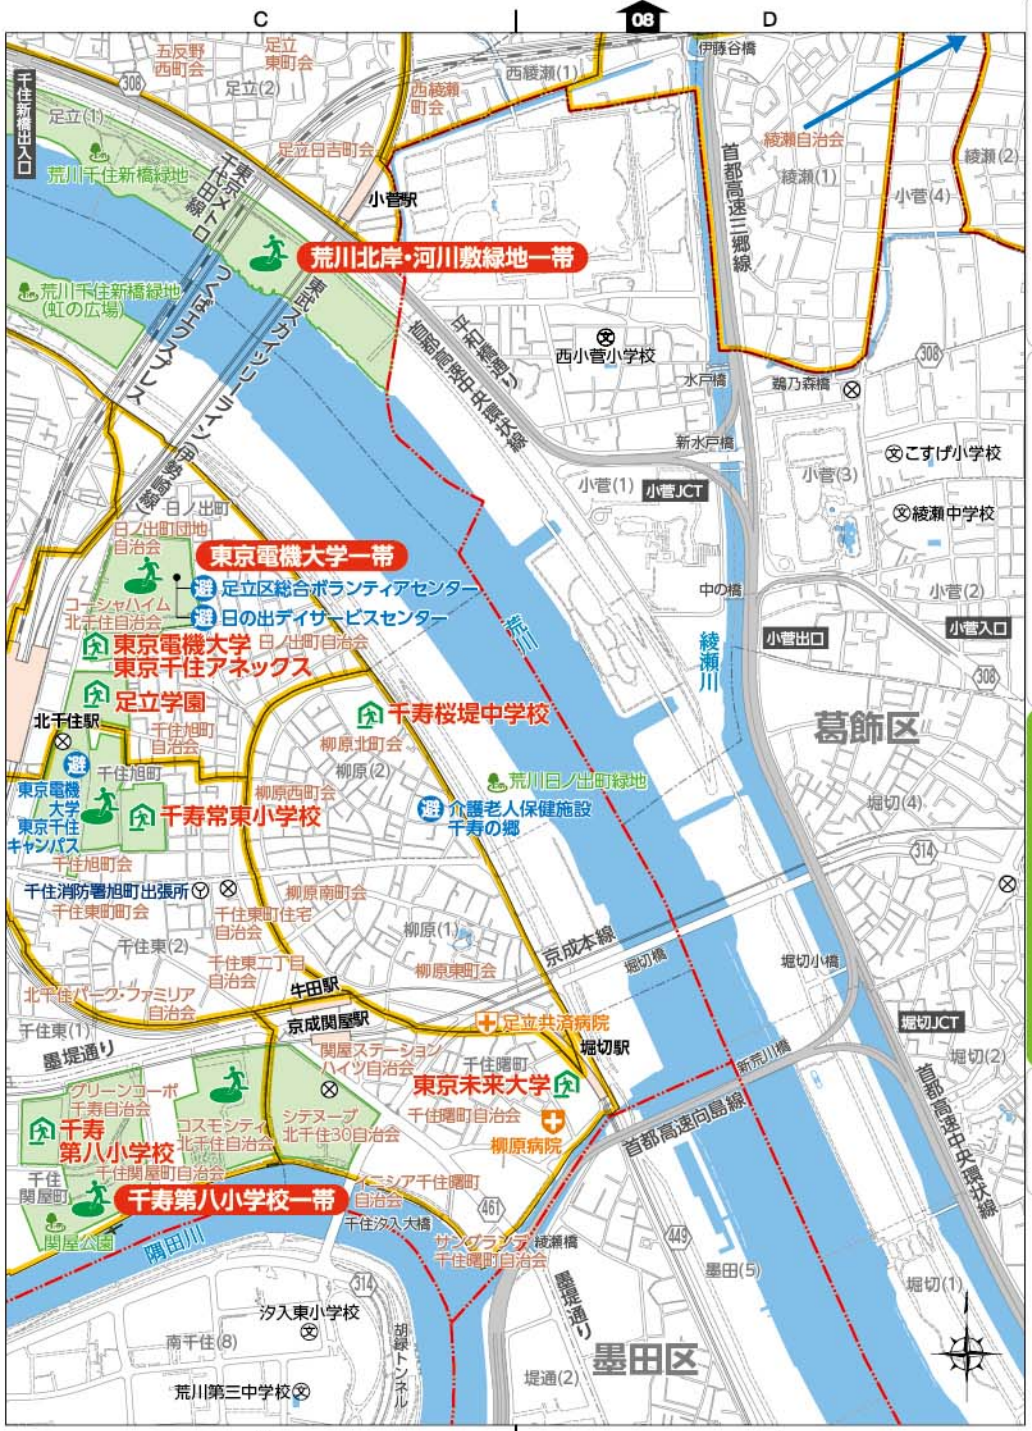 C
08
D
五反野
西町会
足立
東町会
308
足立(2)
西綾瀬(1)
伊藤谷橋
千住新橋出入口
足立(1)
西綾瀬
町会
足立日吉町会
綾瀬自治会
綾瀬(1)
綾瀬(2)
荒川千住新橋緑地
東京メトロ
千代田線
小菅駅
首都高速三郷線
小菅(4)
荒川北岸・河川敷緑地一帯
荒川千住新橋緑地
(虹の広場)
つくばエクスプレス
東武スカイツリーライン(伊勢崎線)
首都高速中央環状線
平和橋通り
西小菅小学校
水戸橋
鵜乃森橋
308
新水戸橋
こすげ小学校
小菅(1)
小菅JCT
小菅(3)
綾瀬中学校
日ノ出町
日ノ出町団地
自治会
東京電機大学一帯
避 足立区総合ボランティアセンター
避 日の出デイサービスセンター
中の橋
小菅(2)
コーシャハイム
北千住自治会
荒川
綾瀬川
小菅出口
小菅入口
東京電機大学
東京千住アネックス
日ノ出町自治会
308
足立学園
北千住駅
千住旭町
自治会
千寿桜堤中学校
葛飾区
柳原北町会
避
千住旭町
柳原(2)
荒川日ノ出町緑地
東京電機
大学
東京千住
キャンパス
柳原西町会
避 介護老人保健施設
千寿の郷
堀切(4)
千寿常東小学校
314
千住旭町会
千住消防署旭町出張所
千住東町町会
柳原南町会
千住東町住宅
自治会
柳原(1)
千住東(2)
京成本線
堀切橋
堀切小橋
千住東二丁目
自治会
柳原東町会
牛田駅
北千住パーク・ファミリア
自治会
京成関屋駅
足立共済病院
堀切JCT
千住東(1)
墨堤通り
関屋ステーション
ハイツ自治会
堀切駅
千住曙町
新荒川橋
堀切(2)
東京未来大学
グリーンコーポ
千寿自治会
コスモシティ
北千住自治会
シテヌーブ
北千住30自治会
千住曙町自治会
首都高速向島線
首都高速中央環状線
千寿
第八小学校
柳原病院
千住関屋町自治会
千住
関屋町
千寿第八小学校一帯
イニシア千住曙町
自治会
461
千住汐入大橋
関屋公園
隅田川
サングランデ
千住曙町自治会
綾瀬橋
449
墨田(5)
墨堤通り
314
堀切(1)
汐入東小学校
南千住(8)
胡録トンネル
墨田区
荒川第三中学校
堤通(2)